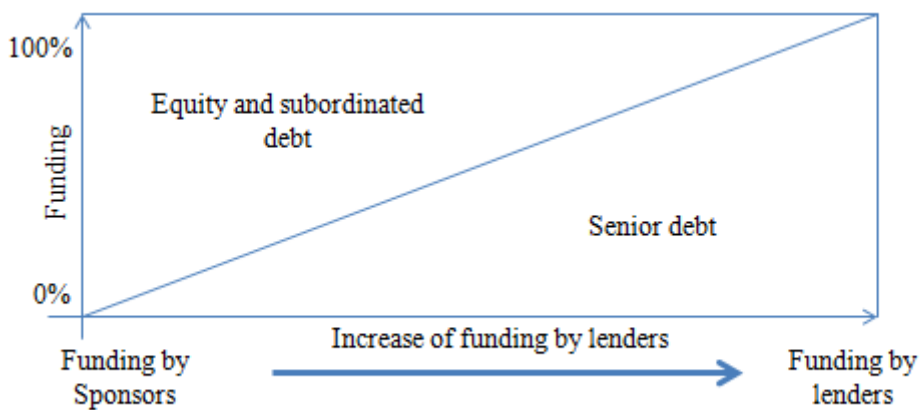 100%
Equity and subordinated
debt
Funding
Senior debt
0%
Increase of funding by lenders
Funding by
Sponsors
Funding by
lenders